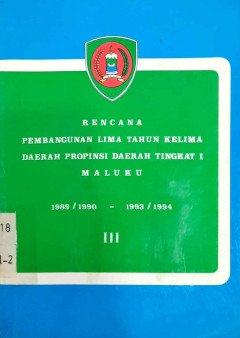 RENCANA
PEMBANGUNAN LIMA TAHUN KELIMA
DAERAH PROPINSI DAERAH TINGKAT I
MALUKU
1989/1990 - 1993/1994
III
18
1-2